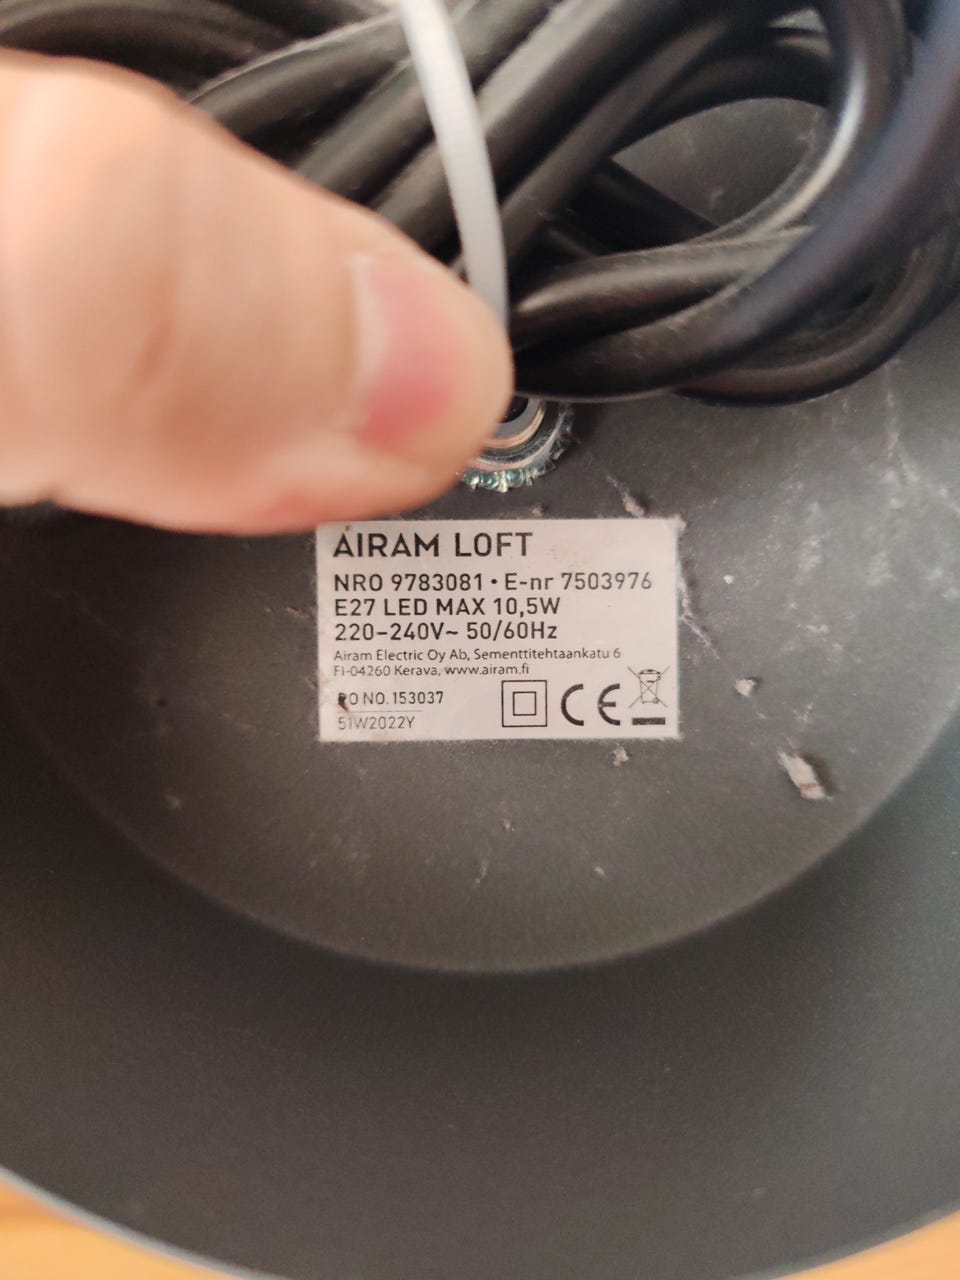 AIRAM LOFT
NRO 9783081 • E-nr 7503976
E27 LED MAX 10,5W
220-240V~ 50/60Hz
Airam Electric Oy Ab, Sementtitehtaankatu 6
FI-04260 Kerava, www.airam.fi
PO NO. 153037
51W2022Y
CE